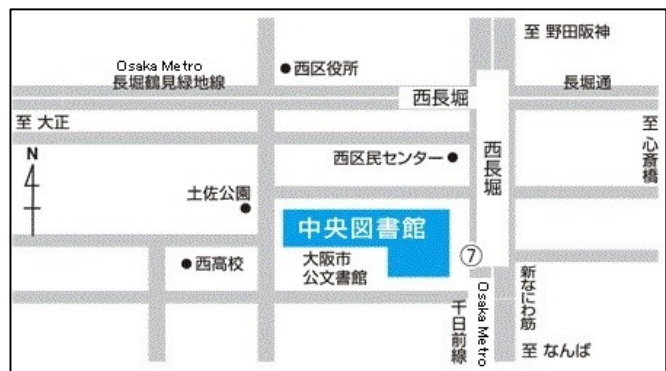 至 野田阪神
Osaka Metro
長堀鶴見緑地線
西区役所
西長堀
長堀通
至 大正
至 心斎橋
N
西区民センター
西長堀
土佐公園
中央図書館
大阪市
公文書館
西高校
⑦
新なにわ筋
千日前線
Osaka Metro
至 なんば